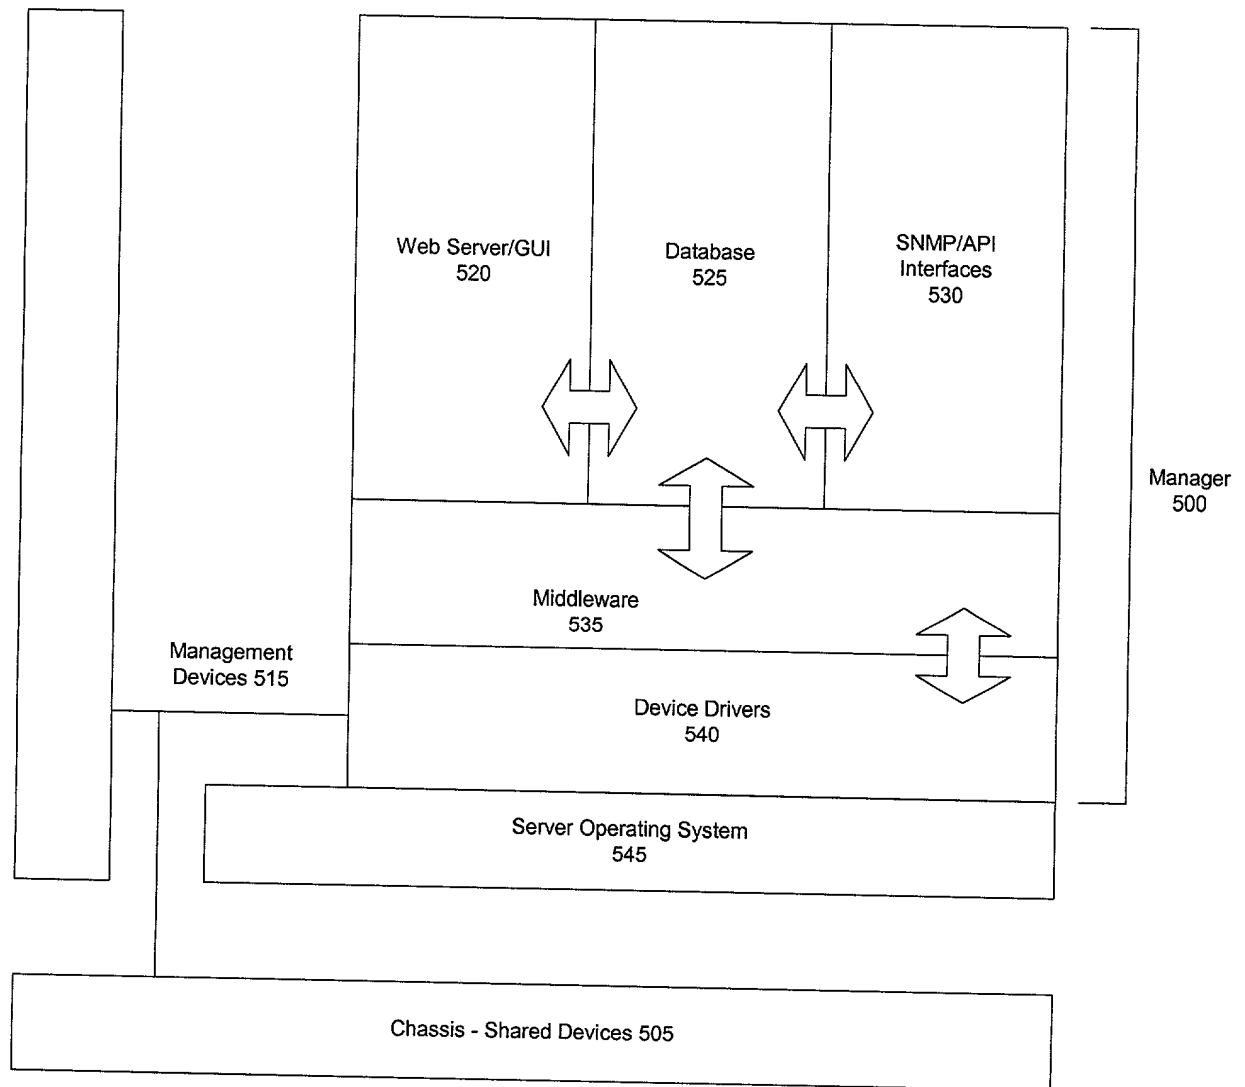 Web Server/GUI
520
Database
525
SNMP/API
Interfaces
530
Manager
500
Middleware
535
Management
Devices 515
Device Drivers
540
Server Operating System
545
Chassis - Shared Devices 505